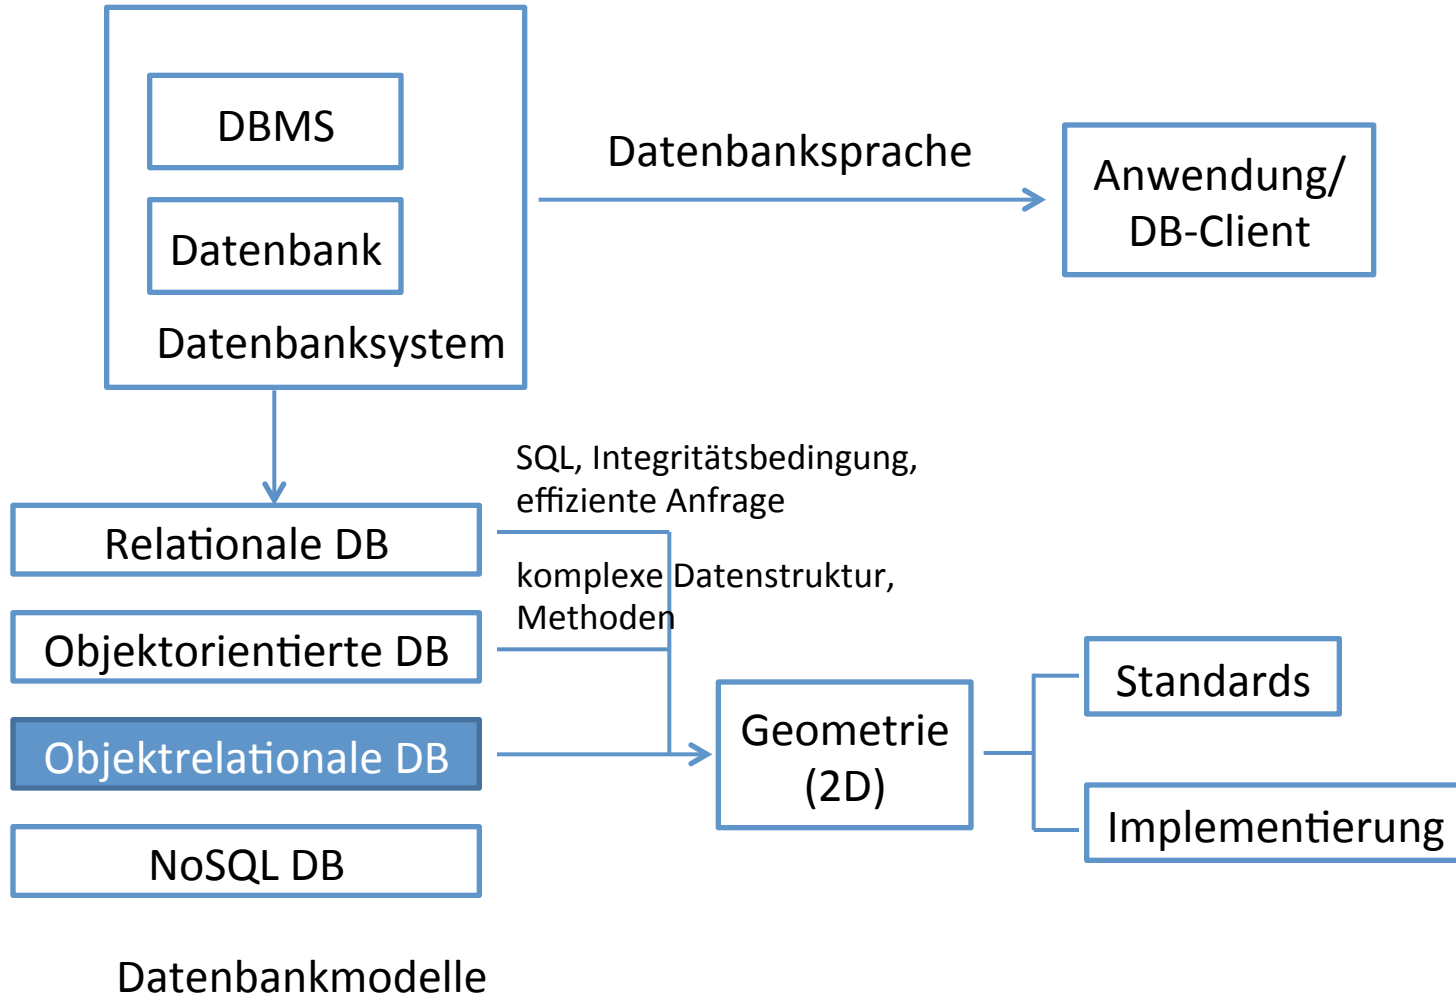 DBMS
Datenbank
Datenbanksystem
Datenbanksprache
Anwendung/
DB-Client
SQL, Integritätsbedingung,
effiziente Anfrage
Relationale DB
komplexe Datenstruktur,
Methoden
Objektorientierte DB
Objektrelationale DB
NoSQL DB
Datenbankmodelle
Geometrie
(2D)
Standards
Implementierung